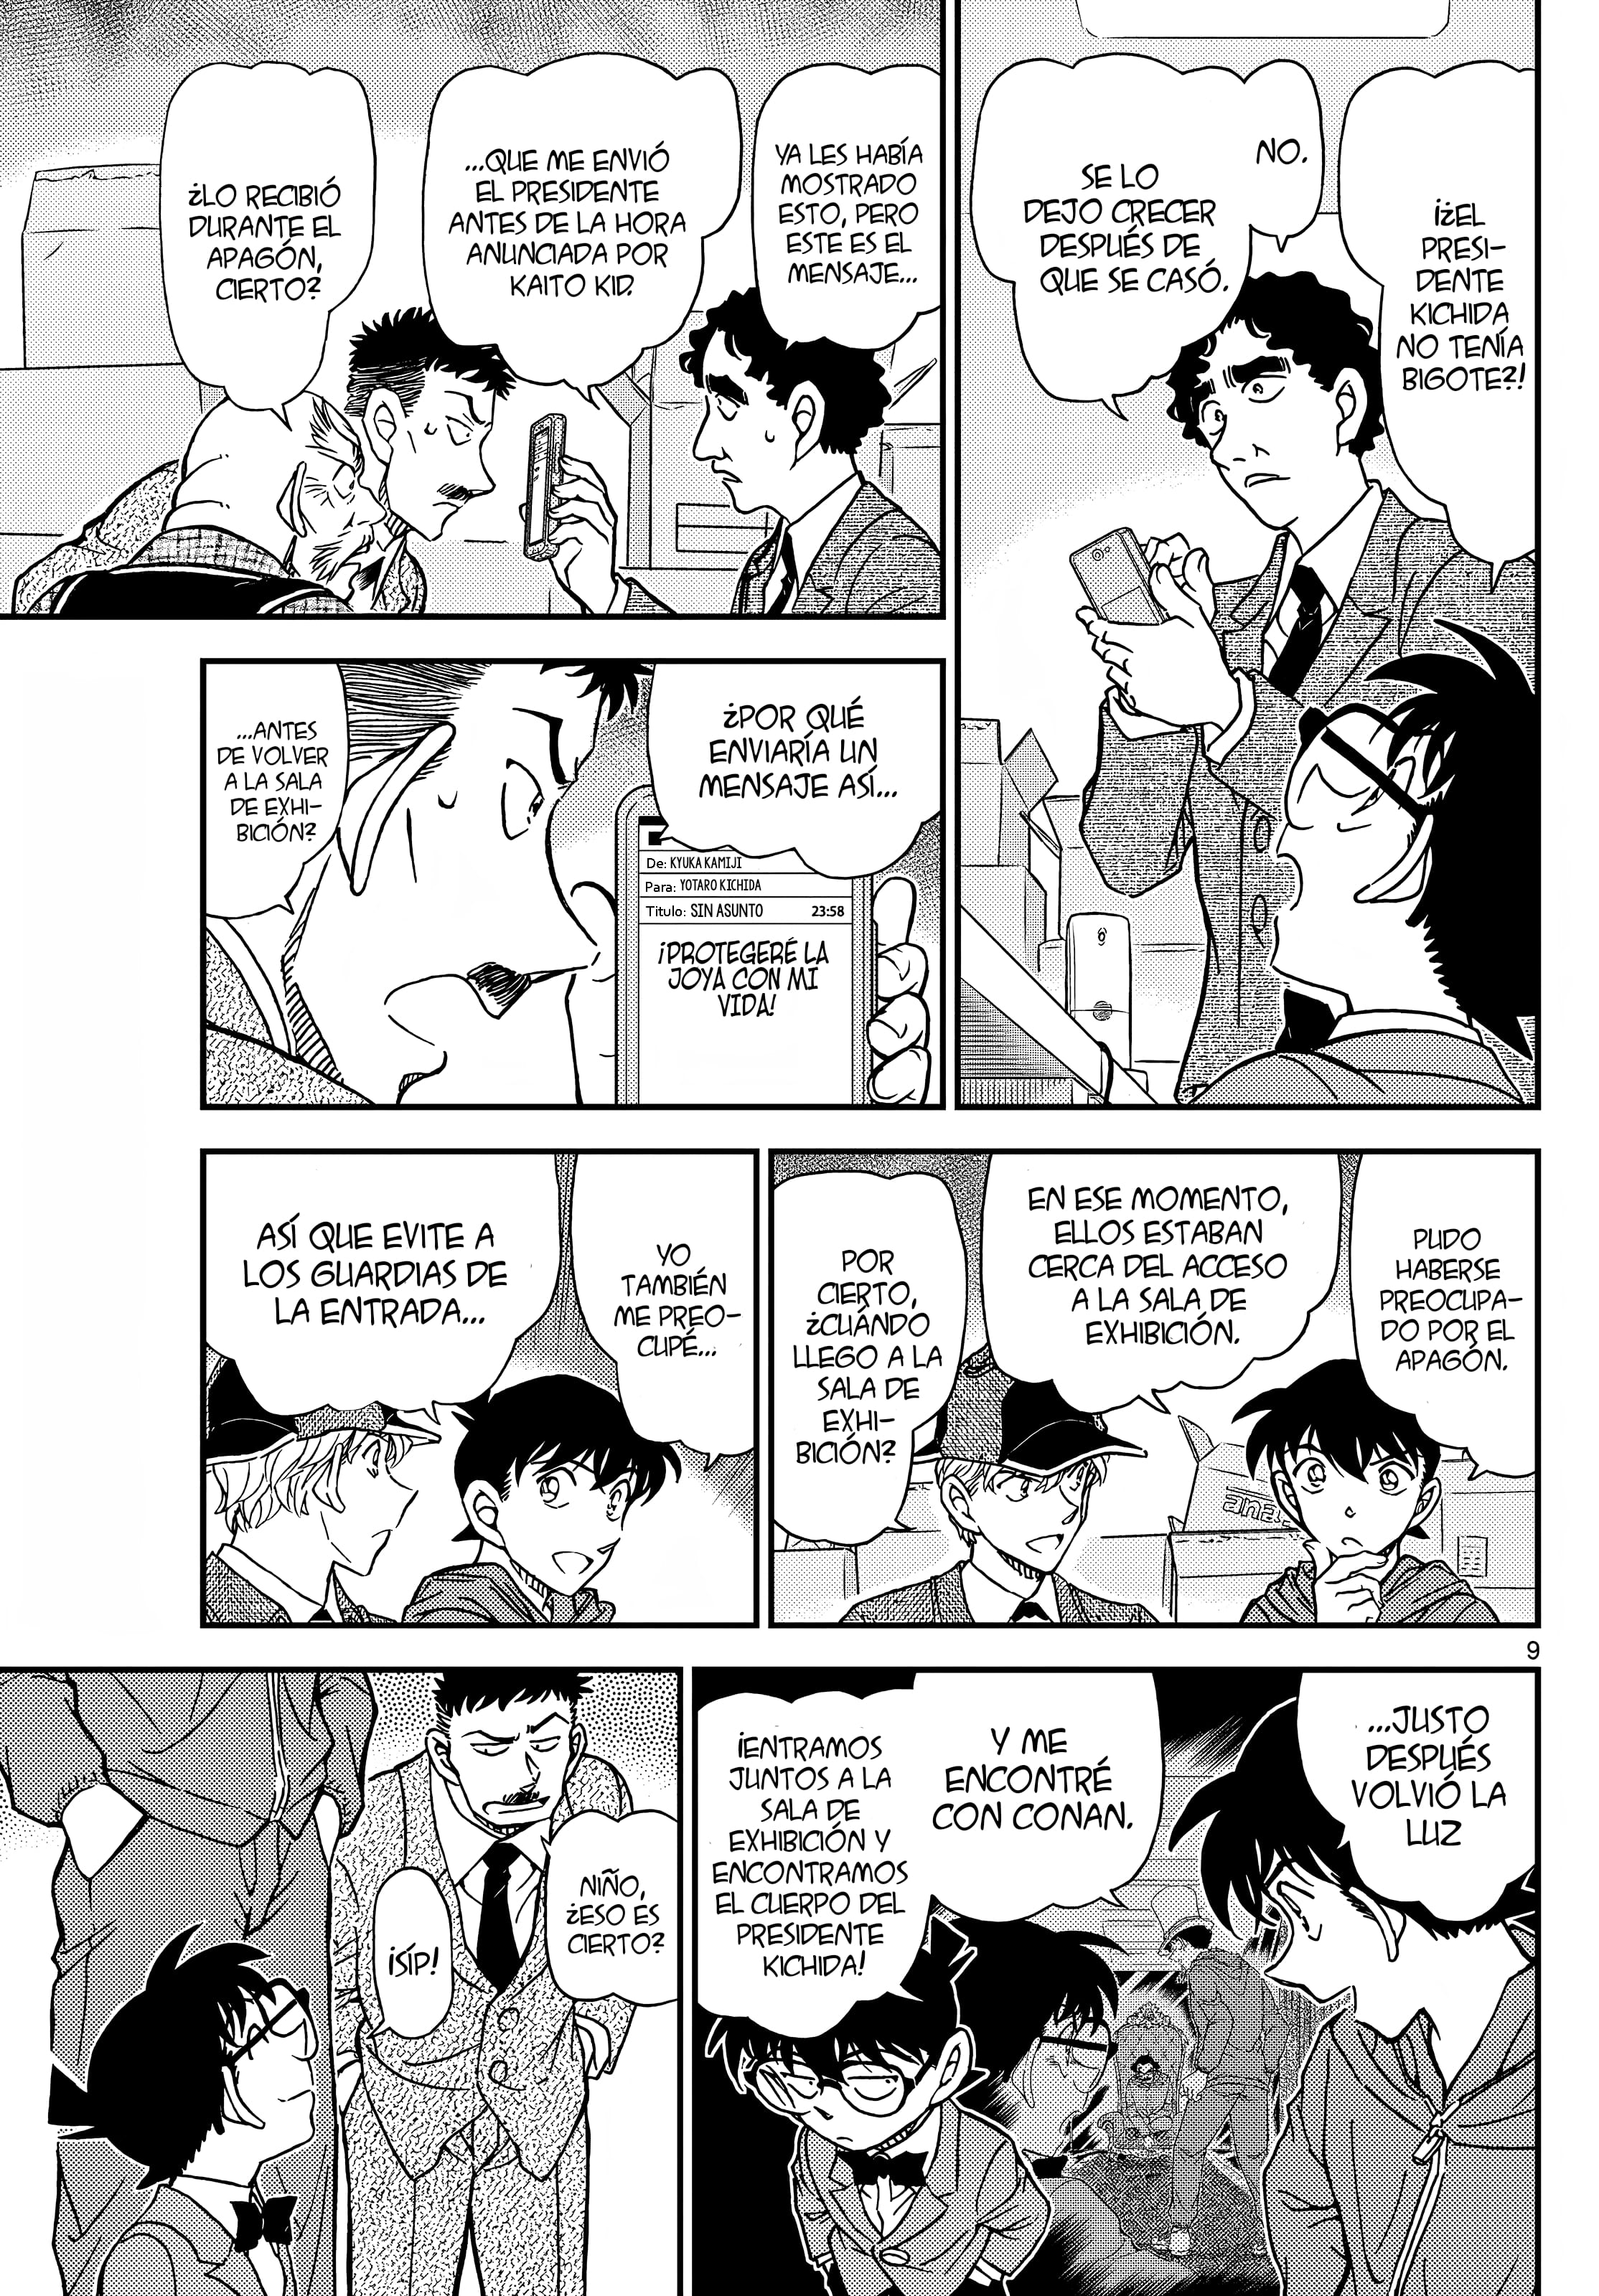 ¡¿EL
PRESI-
DENTE
KICHIDA
NO TENÍA
BIGOTE?!
NO.
SE LO
DEJO CRECER
DESPUÉS DE
QUE SE CASÓ.
YA LES HABÍA
MOSTRADO
ESTO, PERO
ESTE ES EL
MENSAJE...
...QUE ME ENVIÓ
EL PRESIDENTE
ANTES DE LA HORA
ANUNCIADA POR
KAITO KID.
¿LO RECIBIÓ
DURANTE EL
APAGÓN,
CIERTO?
¿POR QUÉ
ENVIARÍA UN
MENSAJE ASÍ...
De: KYUKA KAMIJI
Para: YOTARO KICHIDA
Titulo: SIN ASUNTO 23:58
¡PROTEGERÉ LA
JOYA CON MI
VIDA!
...ANTES
DE VOLVER
A LA SALA
DE EXHI-
BICIÓN?
PUDO
HABERSE
PREOCUPA-
DO POR EL
APAGÓN.
EN ESE MOMENTO,
ELLOS ESTABAN
CERCA DEL ACCESO
A LA SALA DE
EXHIBICIÓN.
POR
CIERTO,
¿CUÁNDO
LLEGO A LA
SALA DE
EXHI-
BICIÓN?
YO
TAMBIÉN
ME PREO-
CUPÉ...
ASÍ QUE EVITE A
LOS GUARDIAS DE
LA ENTRADA...
9
...JUSTO
DESPUÉS
VOLVIÓ LA
LUZ
Y ME
ENCONTRÉ
CON CONAN.
¡ENTRAMOS
JUNTOS A LA
SALA DE
EXHIBICIÓN Y
ENCONTRAMOS
EL CUERPO DEL
PRESIDENTE
KICHIDA!
NIÑO,
¿ESO ES
CIERTO?
¡SÍP!